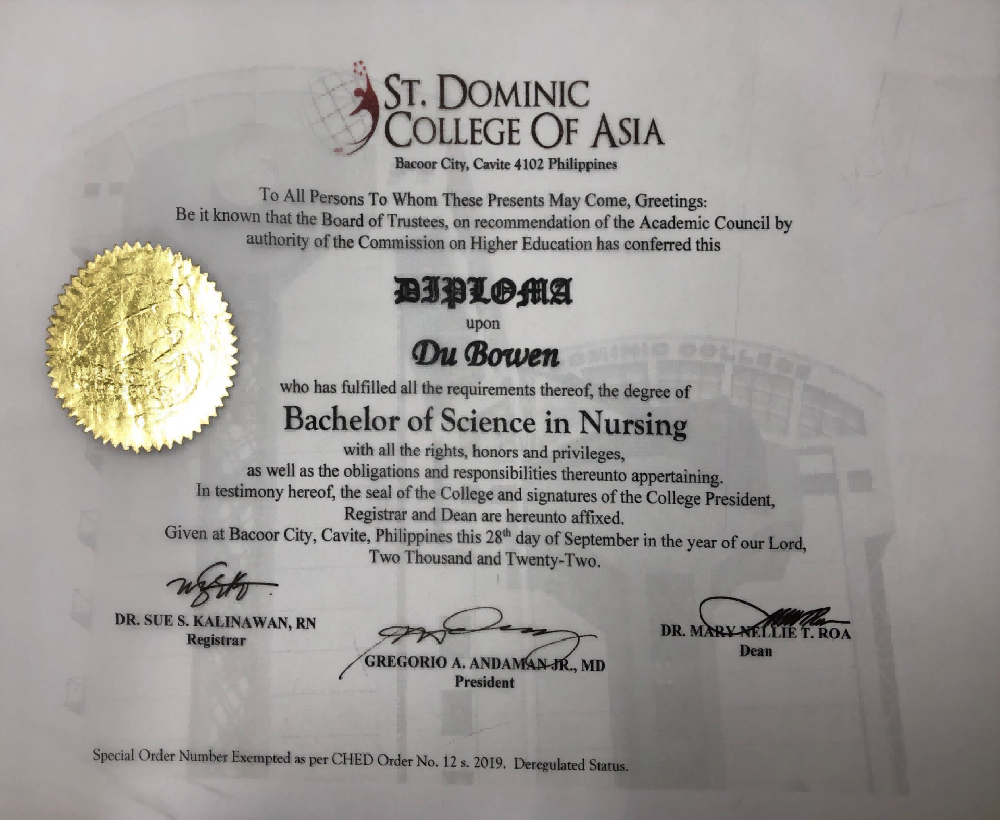 ST. DOMINIC
COLLEGE OF ASIA
Bacoor City, Cavite 4102 Philippines
To All Persons To Whom These Presents May Come, Greetings:
Be it known that the Board of Trustees, on recommendation of the Academic Council by
authority of the Commission on Higher Education has conferred this
DIPLOMA
upon
Du Bowen
who has fulfilled all the requirements thereof, the degree of
Bachelor of Science in Nursing
with all the rights, honors and privileges,
as well as the obligations and responsibilities thereunto appertaining.
In testimony hereof, the seal of the College and signatures of the College President,
Registrar and Dean are hereunto affixed.
Given at Bacoor City, Cavite, Philippines this 28th day of September in the year of our Lord,
Two Thousand and Twenty-Two.
DR. SUE S. KALINAWAN, RN
Registrar
GREGORIO A. ANDAMAN JR., MD
President
DR. MARY NELLIE T. ROA
Dean
Special Order Number Exempted as per CHED Order No. 12 s. 2019. Deregulated Status.